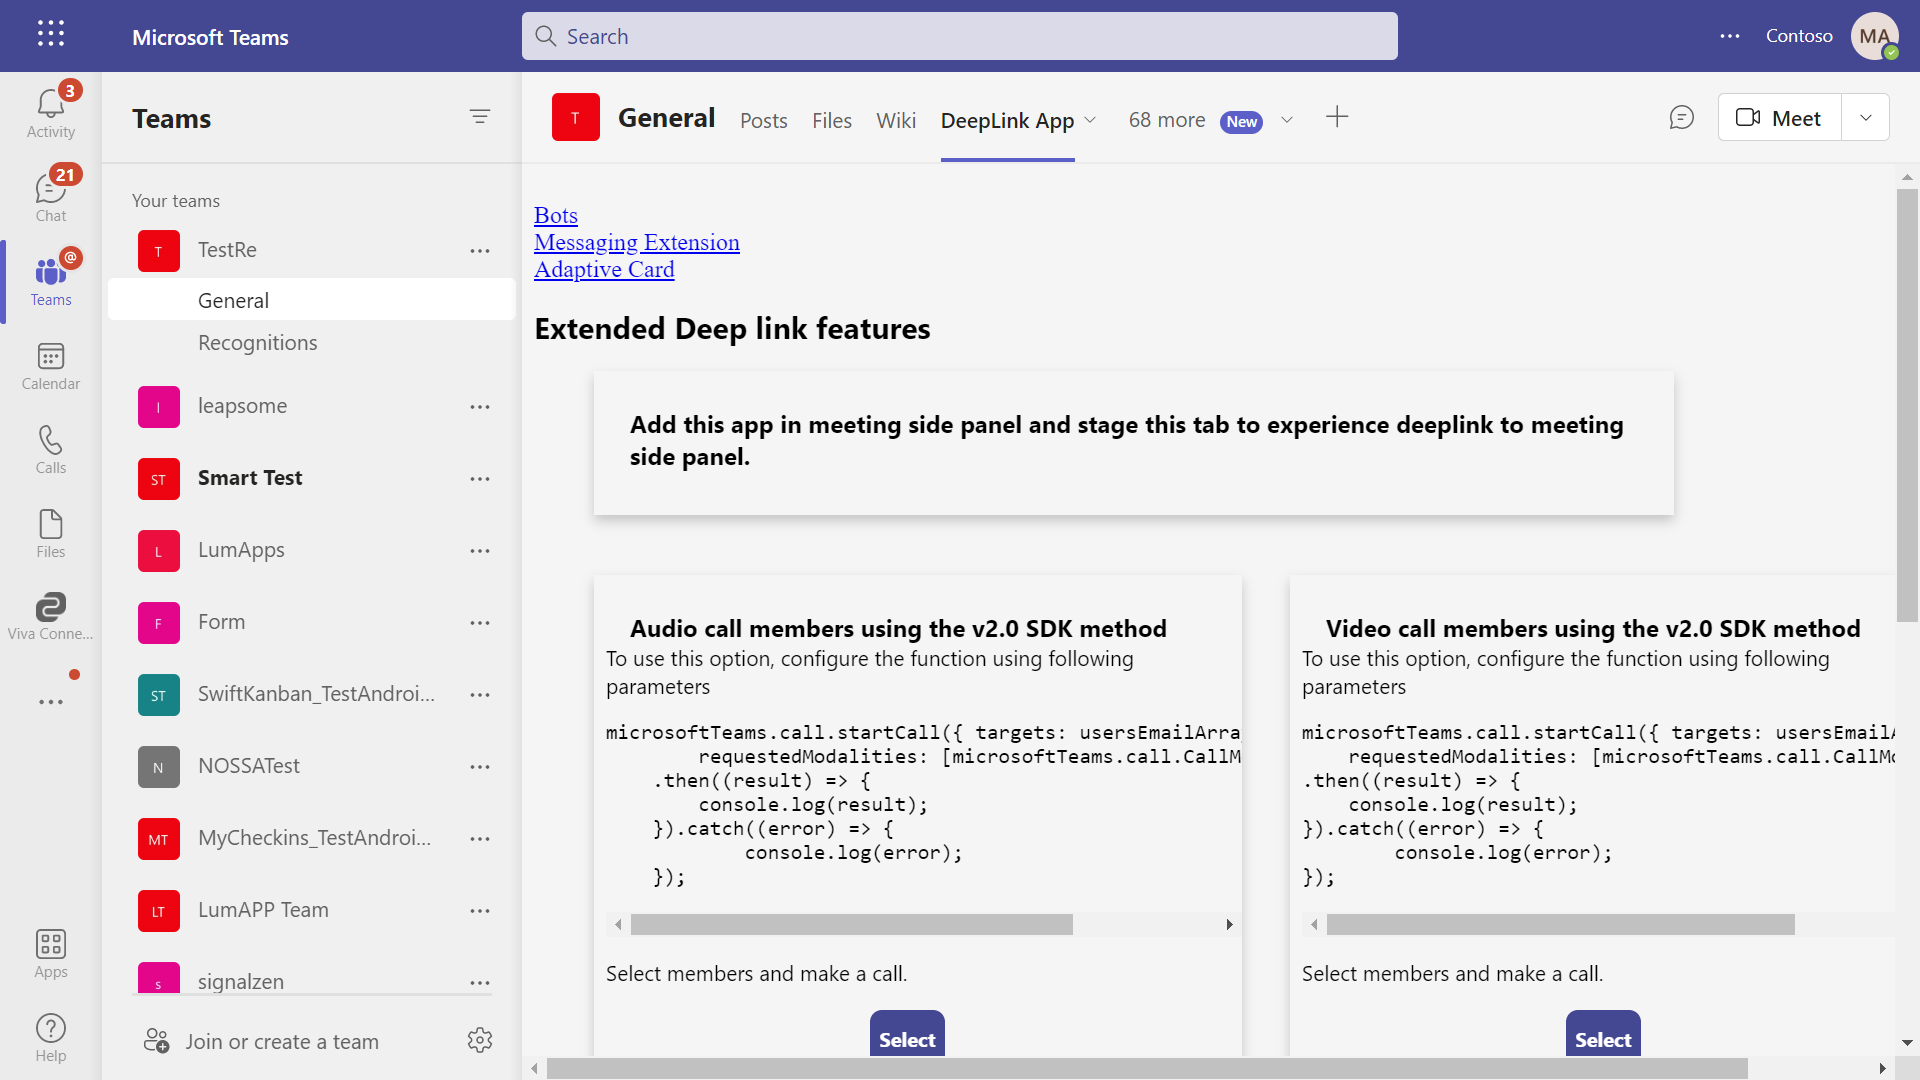 Microsoft Teams
Search
Contoso
MA
3
Activity
21
Chat
@
Teams
Calendar
Calls
Files
Viva Conne...
Apps
Help
Teams
Your teams
T TestRe
General
Recognitions
l leapsome
ST Smart Test
L LumApps
F Form
ST SwiftKanban_TestAndroi...
N NOSSATest
MT MyCheckins_TestAndroi...
LT LumAPP Team
s signalzen
Join or create a team
T General Posts Files Wiki DeepLink App 68 more New
Meet
Bots
Messaging Extension
Adaptive Card
Extended Deep link features
Add this app in meeting side panel and stage this tab to experience deeplink to meeting
side panel.
Audio call members using the v2.0 SDK method
To use this option, configure the function using following
parameters
microsoftTeams.call.startCall({ targets: usersEmailArra
requestedModalities: [microsoftTeams.call.CallM
.then((result) => {
console.log(result);
}).catch((error) => {
console.log(error);
});
Select members and make a call.
Select
Video call members using the v2.0 SDK method
To use this option, configure the function using following
parameters
microsoftTeams.call.startCall({ targets: usersEmailA
requestedModalities: [microsoftTeams.call.CallMo
.then((result) => {
console.log(result);
}).catch((error) => {
console.log(error);
});
Select members and make a call.
Select